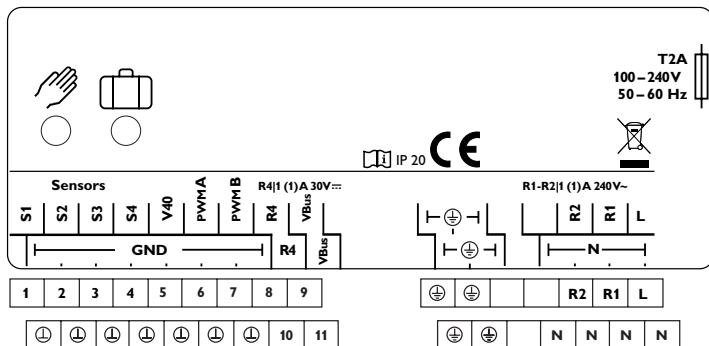 T2A
100–240V
50–60 Hz
i IP 20 CE
Sensors R4|1 (1)A 30V⎓ R1-R2|1 (1)A 240V~
S1 S2 S3 S4 V40 PWM A PWM B R4 VBus R2 R1 L
GND R4 VBus N
1 2 3 4 5 6 7 8 9 R2 R1 L
10 11 N N N N